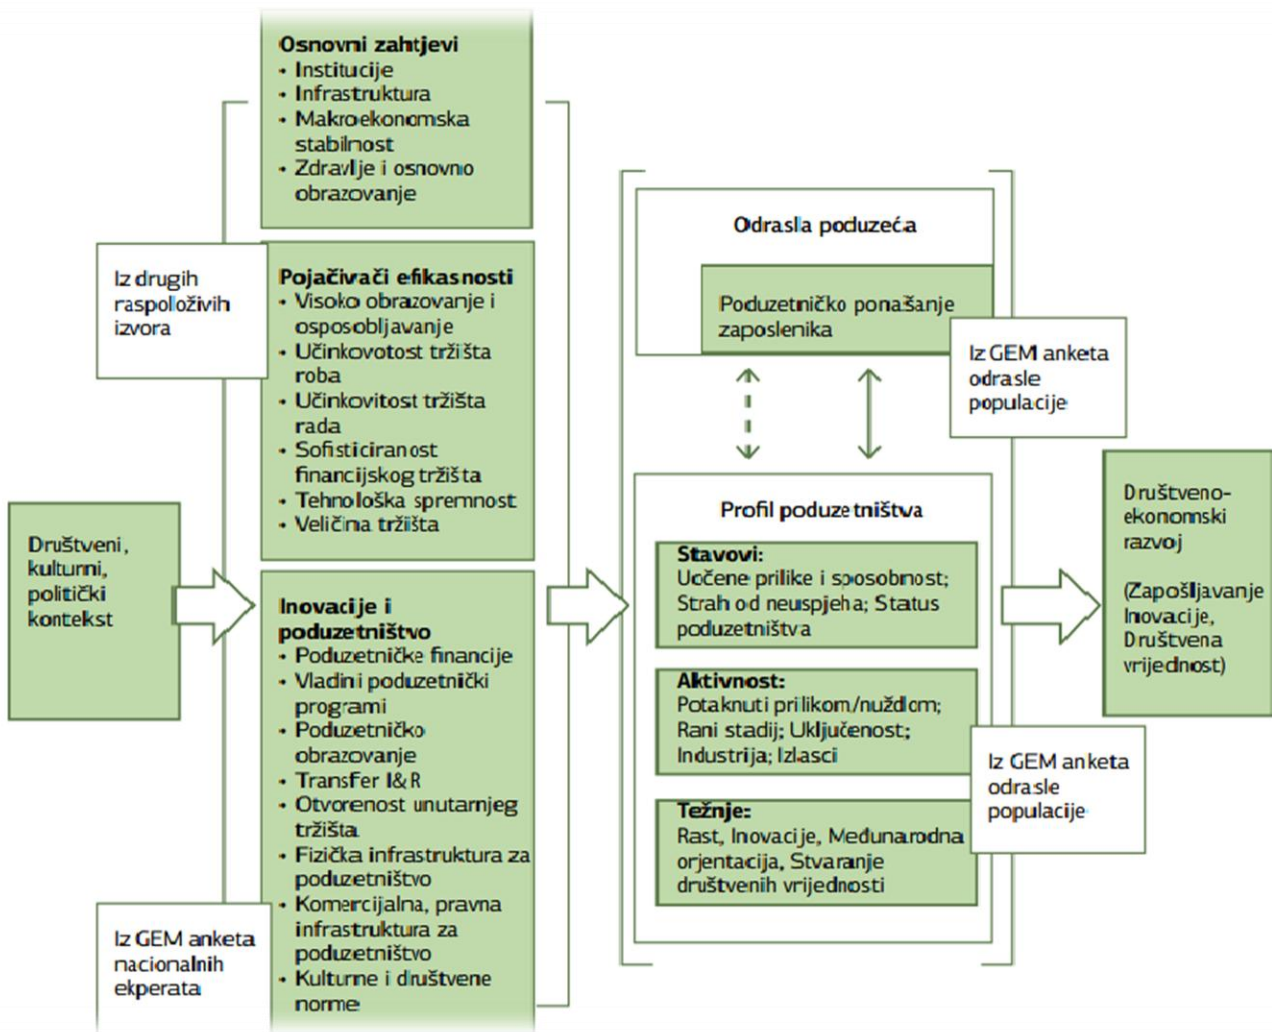 Osnovni zahtjevi
• Institucije
• Infrastruktura
• Makroekonomska
stabilnost
• Zdravlje i osnovno
obrazovanje
Iz drugih
raspoloživih
izvora
Pojačivači efikasnosti
• Visoko obrazovanje i
osposobljavanje
• Učinkovotost tržišta
roba
• Učinkovitost tržišta
rada
• Sofisticiranost
financijskog tržišta
• Tehnološka spremnost
• Veličina tržišta
Društveni,
kulturni,
politički
kontekst
Inovacije i
poduzetništvo
• Poduzetničke financije
• Vladini poduzetnički
programi
• Poduzetničko
obrazovanje
• Transfer I&R
• Otvorenost unutarnjeg
tržišta
• Fizička infrastruktura za
poduzetništvo
• Komercijalna, pravna
infrastruktura za
poduzetništvo
• Kulturne i društvene
norme
Iz GEM anketa
nacionalnih
ekperata
Odrasla poduzeća
Poduzetničko ponašanje
zaposlenika
Iz GEM anketa
odrasle
populacije
Profil poduzetništva
Stavovi:
Uočene prilike i sposobnost;
Strah od neuspjeha; Status
poduzetništva
Aktivnost:
Potaknuti prilikom/nuždom;
Rani stadij; Uključenost;
Industrija; Izlasci
Težnje:
Rast, Inovacije, Međunarodna
orjentacija, Stvaranje
društvenih vrijednosti
Iz GEM anketa
odrasle
populacije
Društveno-
ekonomski
razvoj
(Zapošljavanje
Inovacije,
Društvena
vrijednost)